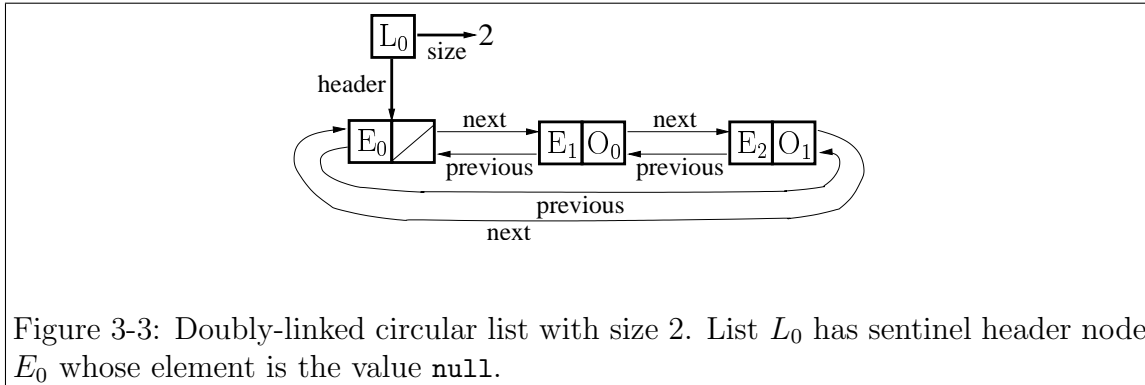 L0
size
2
header
E0
next
E1 O0
next
E2 O1
previous
previous
previous
next
Figure 3-3: Doubly-linked circular list with size 2. List L0 has sentinel header node
E0 whose element is the value null.